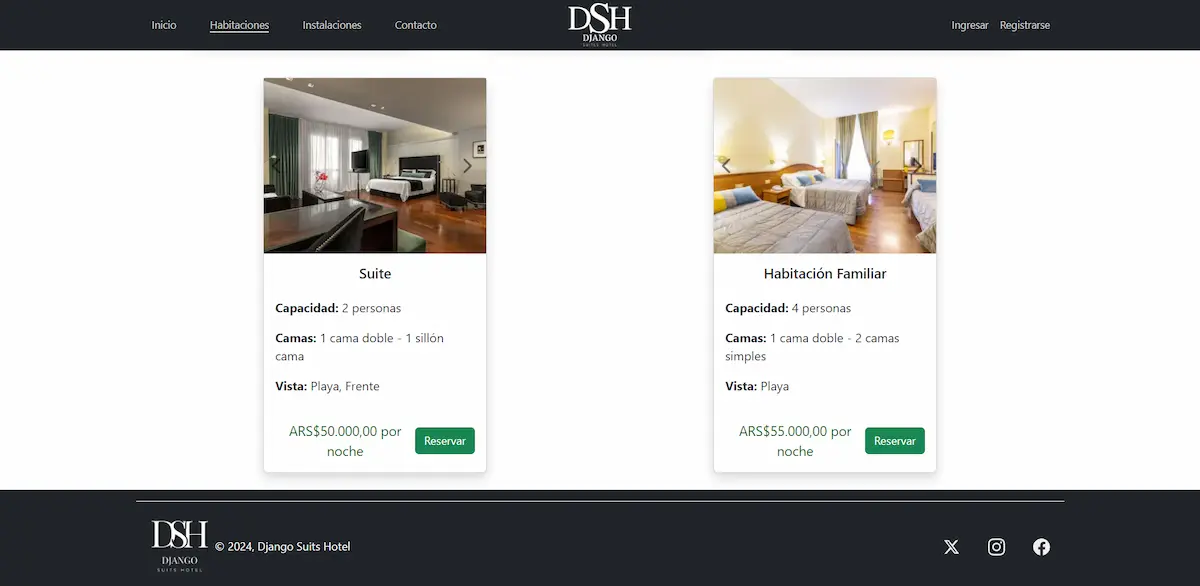 Inicio
Habitaciones
Instalaciones
Contacto
DSH
DJANGO
SUITES HOTEL
Ingresar
Registrarse
Suite
Capacidad: 2 personas
Camas: 1 cama doble - 1 sillón
cama
Vista: Playa, Frente
ARS$50.000,00 por
noche
Reservar
Habitación Familiar
Capacidad: 4 personas
Camas: 1 cama doble - 2 camas
simples
Vista: Playa
ARS$55.000,00 por
noche
Reservar
DSH
DJANGO
SUITES HOTEL
© 2024, Django Suits Hotel